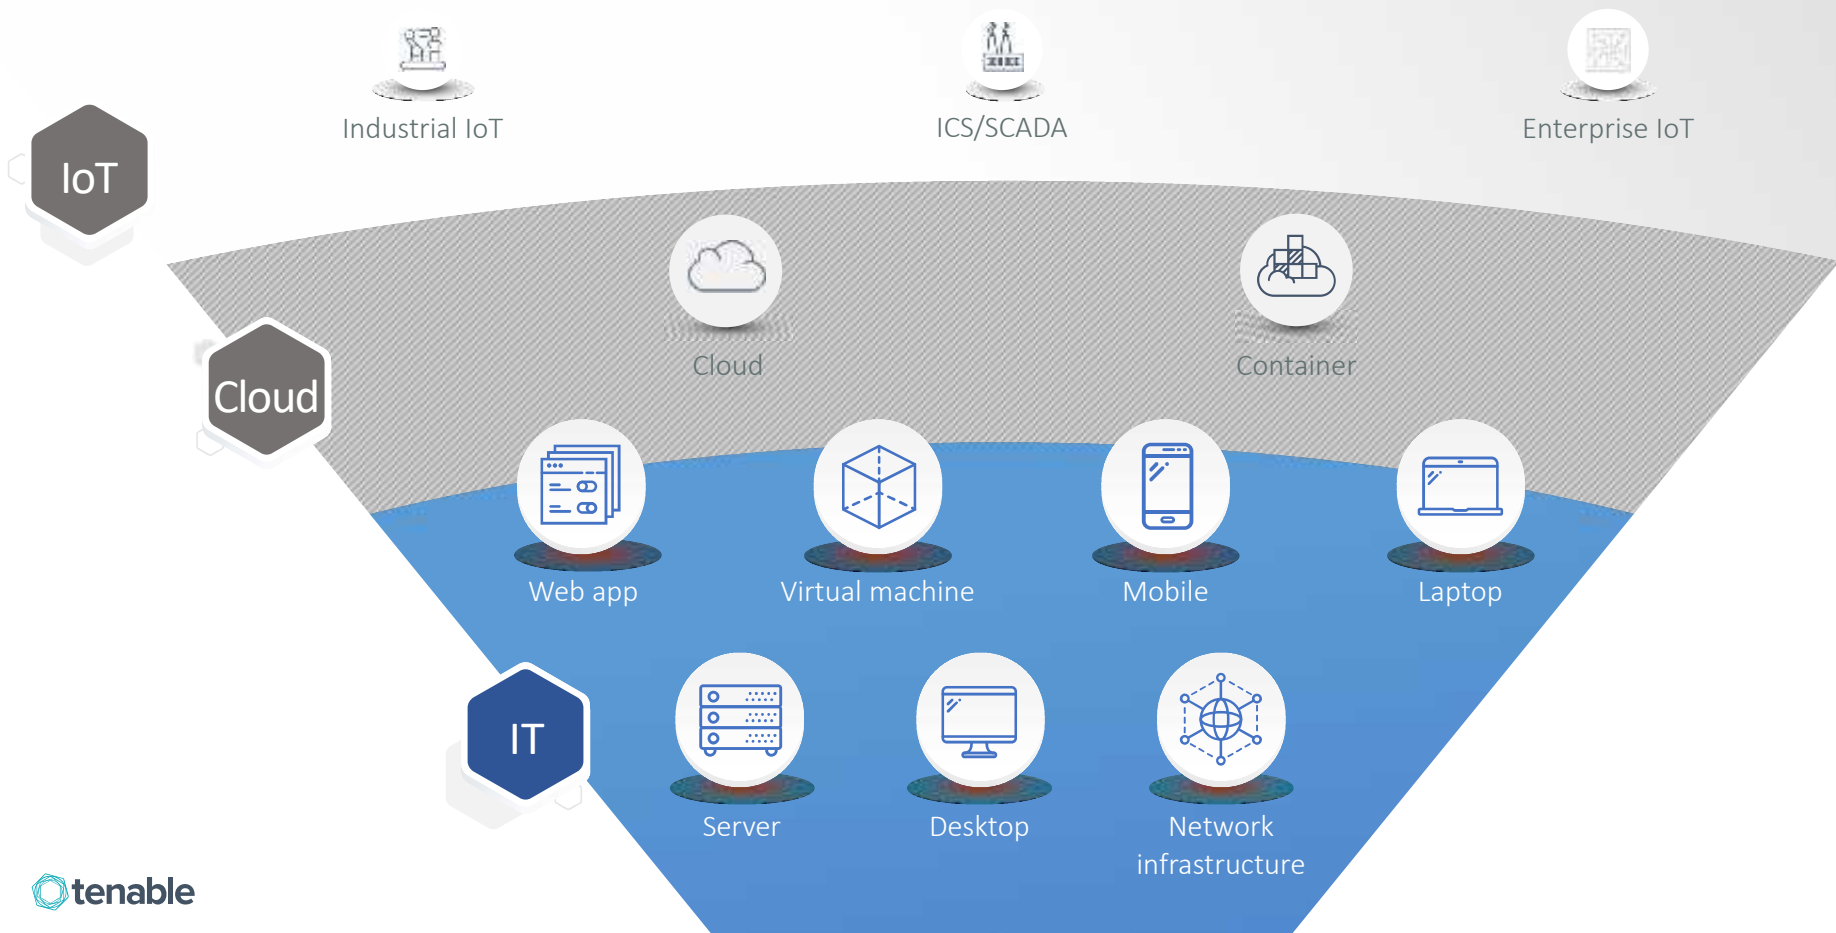 Industrial IoT
ICS/SCADA
Enterprise IoT
IoT
Cloud
Container
Cloud
Web app
Virtual machine
Mobile
Laptop
IT
Server
Desktop
Network
infrastructure
tenable